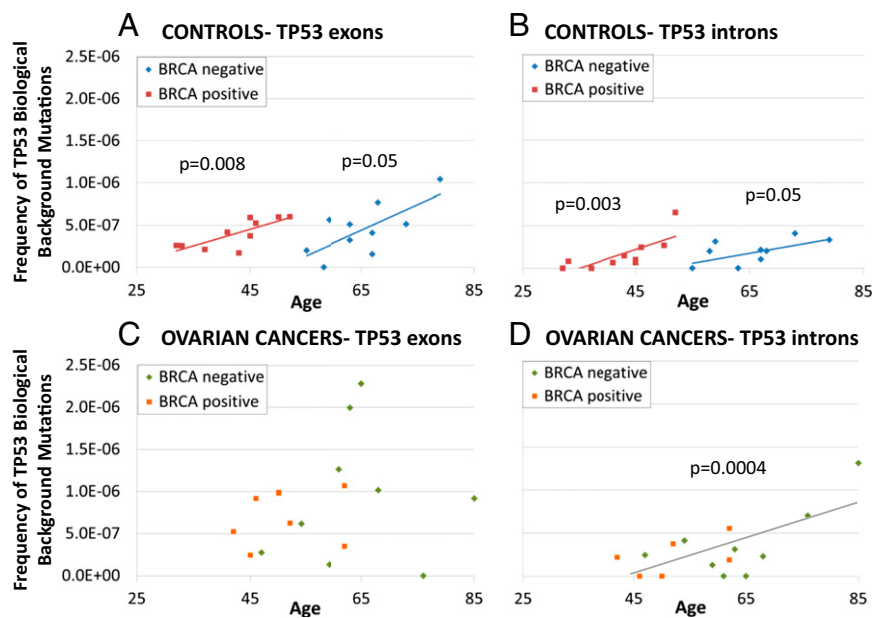 A CONTROLS- TP53 exons
Frequency of TP53 Biological
Background Mutations
2.5E-06
2.0E-06
1.5E-06
1.0E-06
5.0E-07
0.0E+00
BRCA negative
BRCA positive
p=0.008
p=0.05
25
45
65
85
Age
B CONTROLS- TP53 introns
BRCA negative
BRCA positive
p=0.003
p=0.05
25
45
65
85
Age
C OVARIAN CANCERS- TP53 exons
Frequency of TP53 Biological
Background Mutations
2.5E-06
2.0E-06
1.5E-06
1.0E-06
5.0E-07
0.0E+00
BRCA negative
BRCA positive
25
45
65
85
Age
D OVARIAN CANCERS- TP53 introns
BRCA negative
BRCA positive
p=0.0004
25
45
65
85
Age